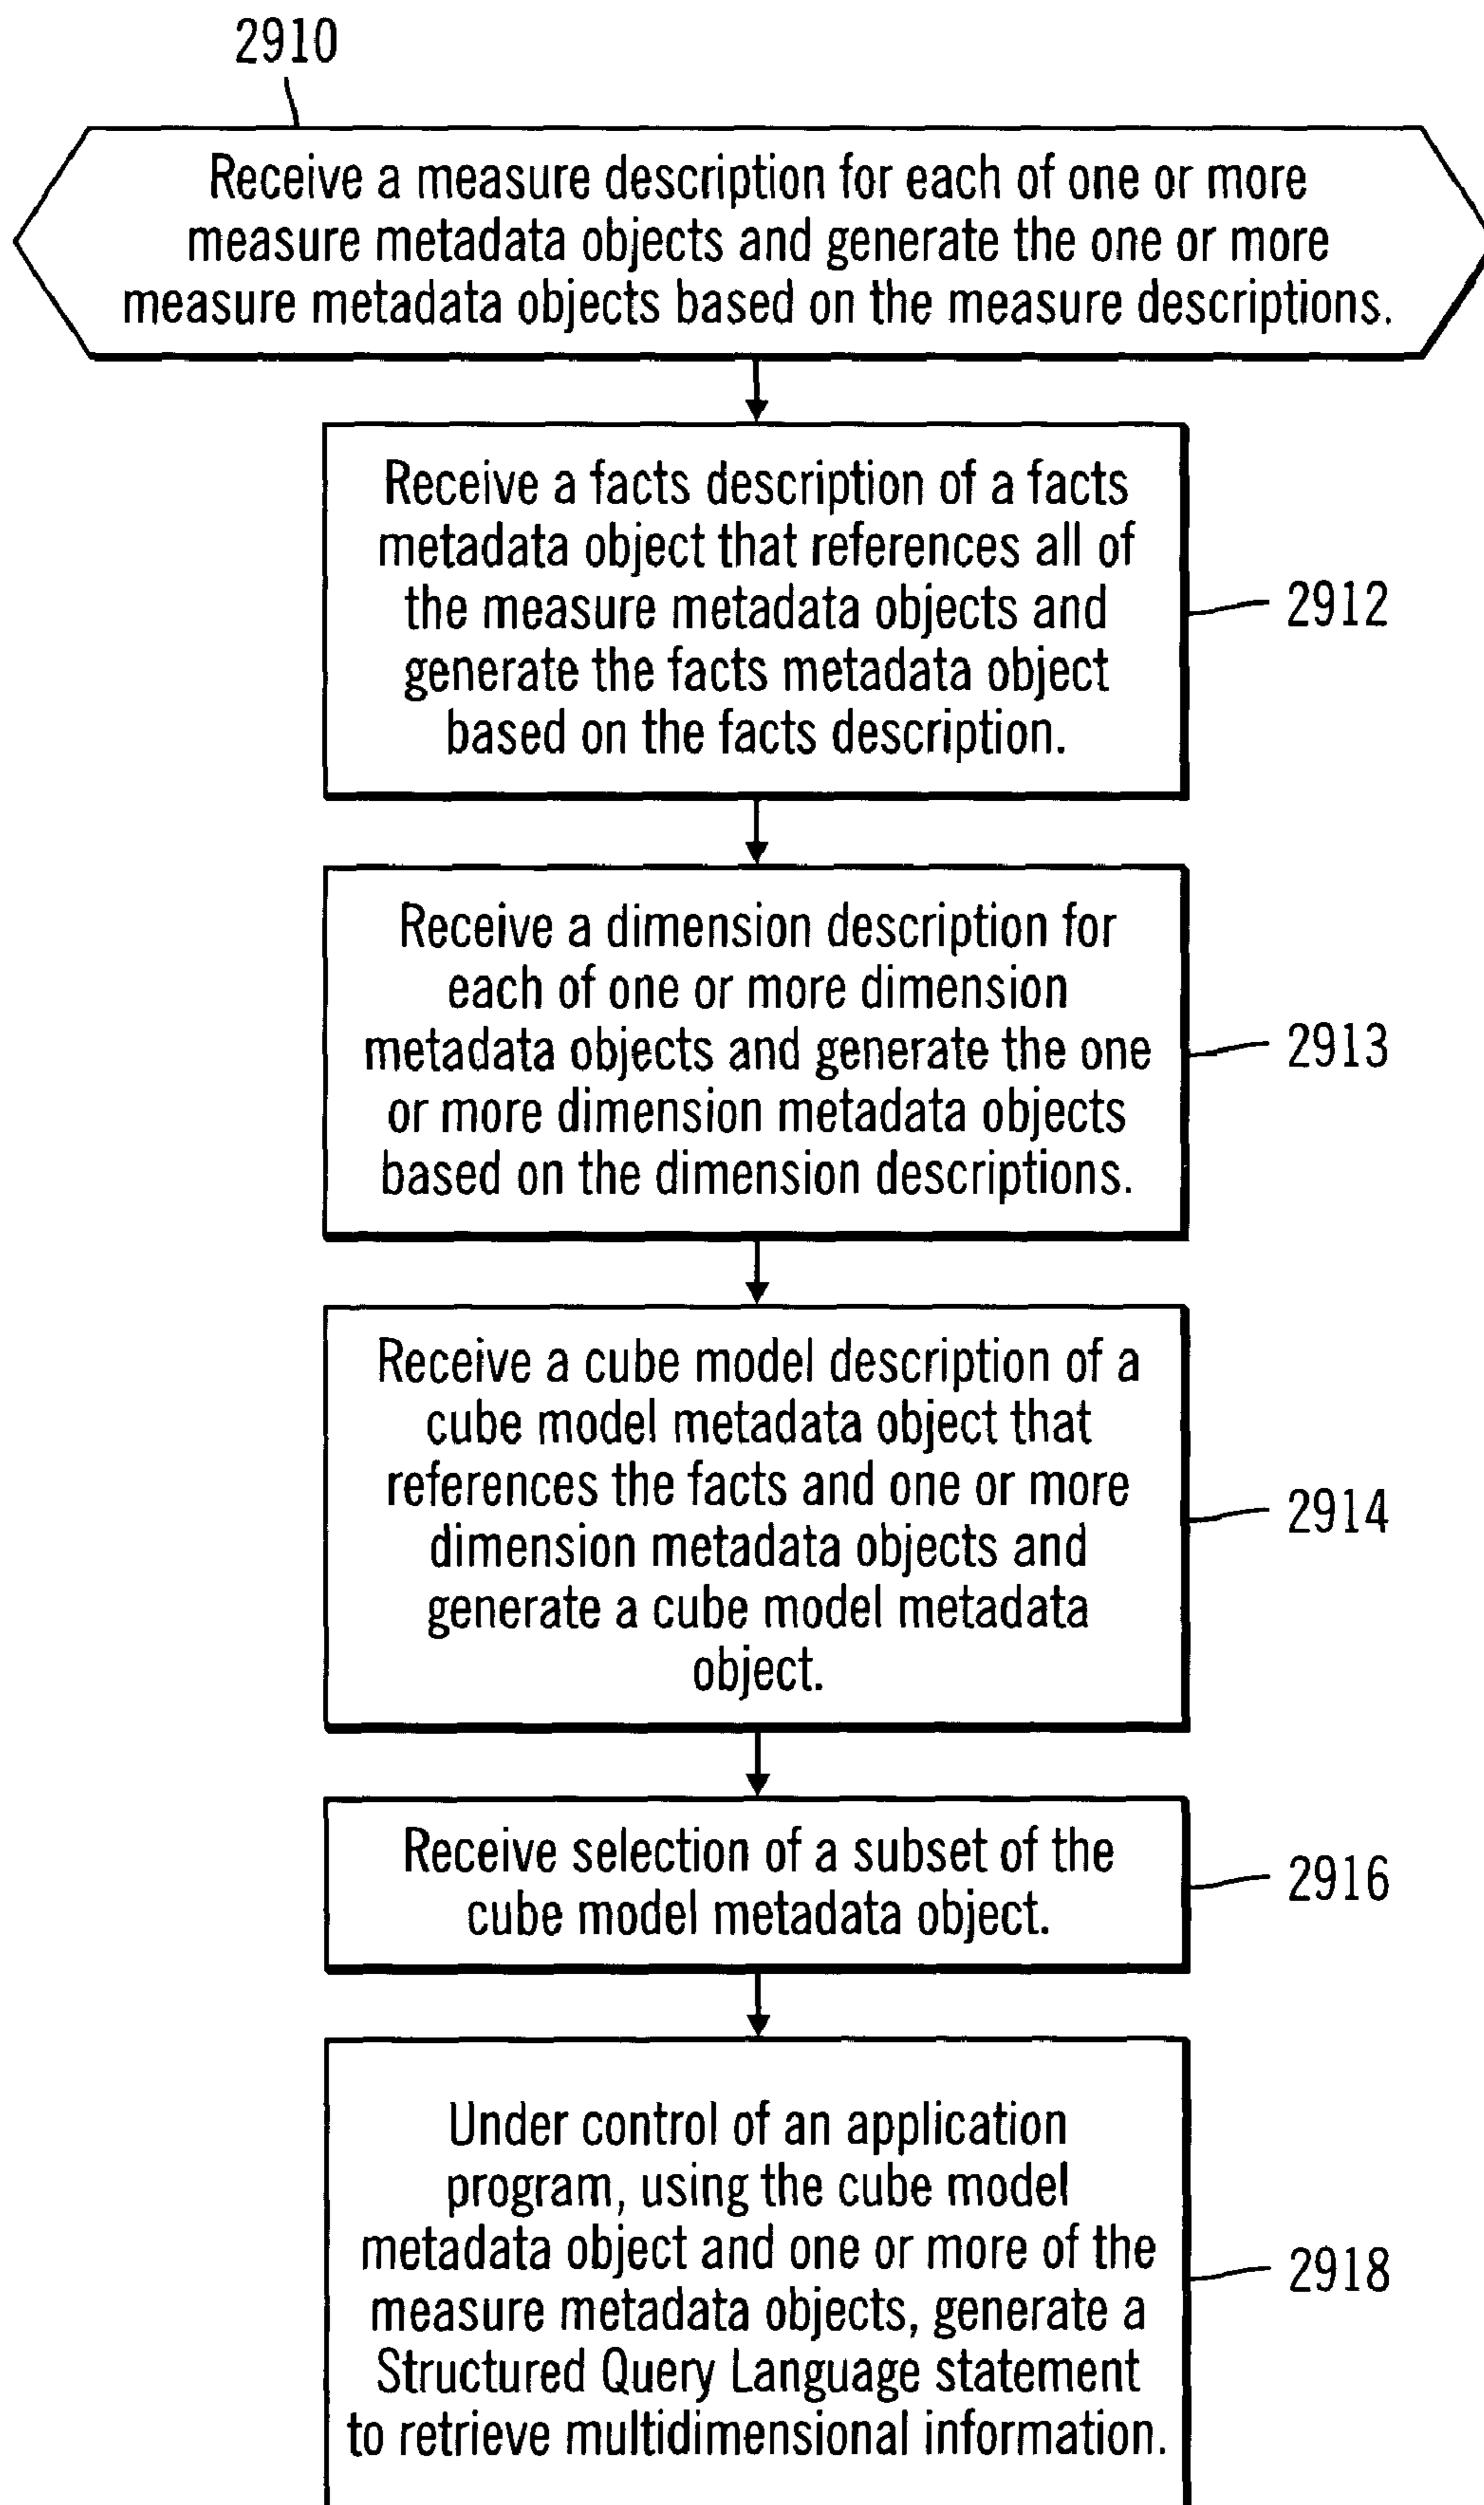 2910
Receive a measure description for each of one or more
measure metadata objects and generate the one or more
measure metadata objects based on the measure descriptions.
Receive a facts description of a facts
metadata object that references all of
the measure metadata objects and
generate the facts metadata object
based on the facts description.
2912
Receive a dimension description for
each of one or more dimension
metadata objects and generate the one
or more dimension metadata objects
based on the dimension descriptions.
2913
Receive a cube model description of a
cube model metadata object that
references the facts and one or more
dimension metadata objects and
generate a cube model metadata
object.
2914
Receive selection of a subset of the
cube model metadata object.
2916
Under control of an application
program, using the cube model
metadata object and one or more of the
measure metadata objects, generate a
Structured Query Language statement
to retrieve multidimensional information.
2918